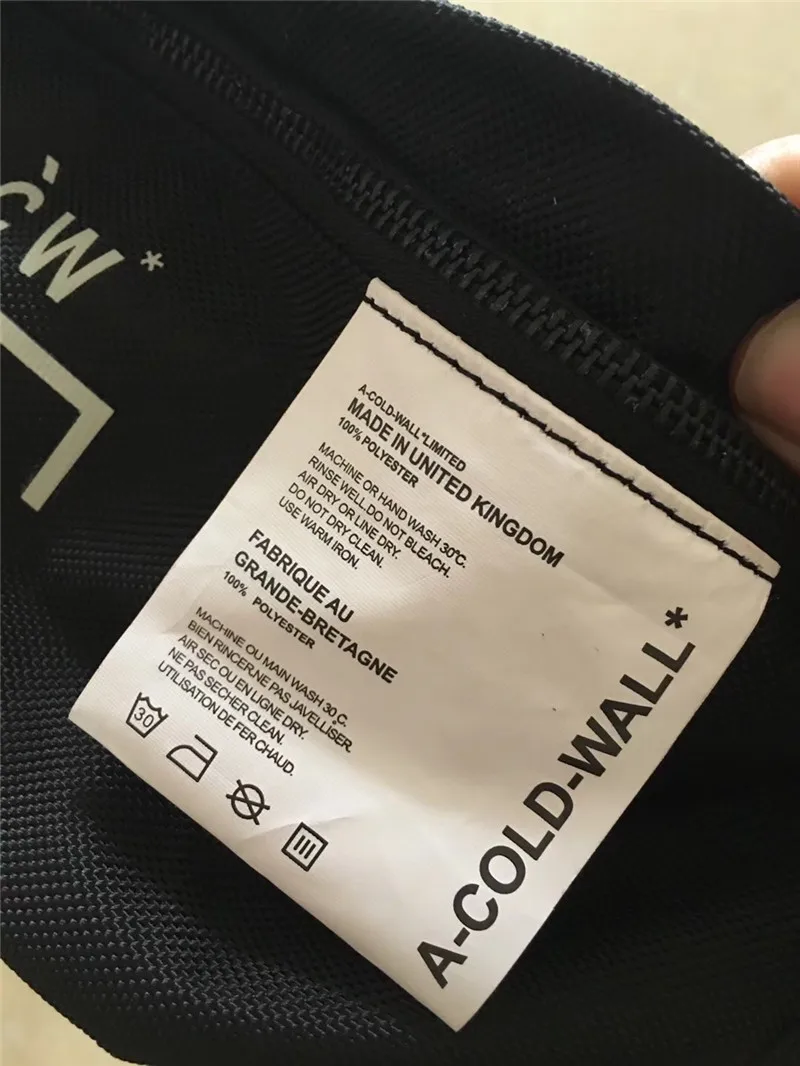 CW*
A-COLD-WALL*LIMITED
MADE IN UNITED KINGDOM
100% POLYESTER
MACHINE OR HAND WASH 30°C.
RINSE WELL.DO NOT BLEACH.
AIR DRY OR LINE DRY.
DO NOT DRY CLEAN.
USE WARM IRON.
FABRIQUE AU
GRANDE-BRETAGNE
100% POLYESTER
MACHINE OU MAIN WASH 30°C.
BIEN RINCER,NE PAS JAVELLISER.
AIR SEC OU EN LIGNE DRY.
NE PAS SECHER CLEAN.
UTILISATION DE FER CHAUD.
30
A-COLD-WALL*